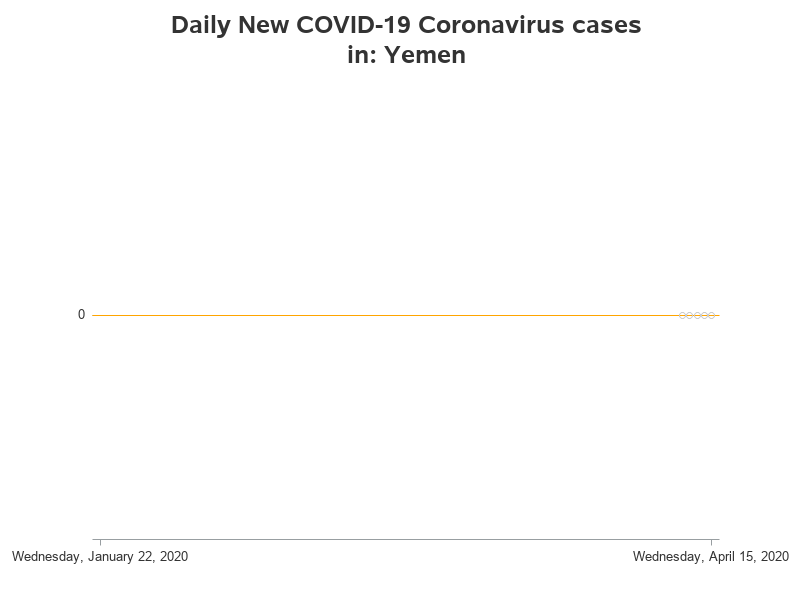 Daily New COVID-19 Coronavirus cases
in: Yemen
0
Wednesday, January 22, 2020
Wednesday, April 15, 2020